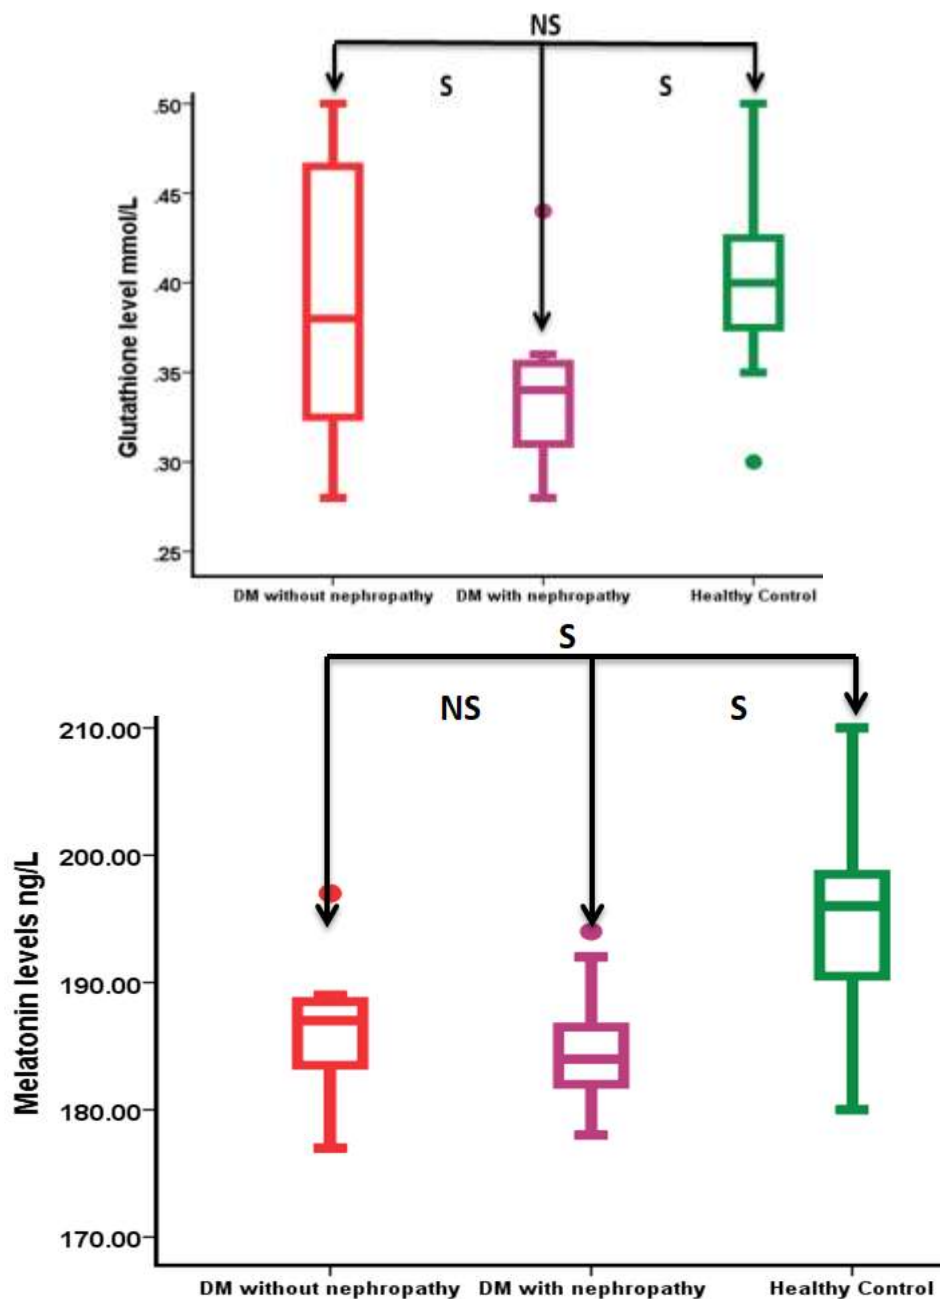 NS
S S
.50
.45
.40
.35
.30
.25
Glutathione level mmol/L
DM without nephropathy DM with nephropathy Healthy Control
S
NS S
210.00
200.00
190.00
180.00
170.00
Melatonin levels ng/L
DM without nephropathy DM with nephropathy Healthy Control